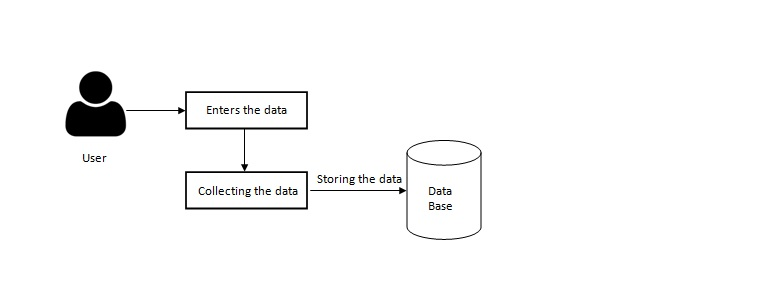 Enters the data
User
Storing the data
Collecting the data
Data
Base